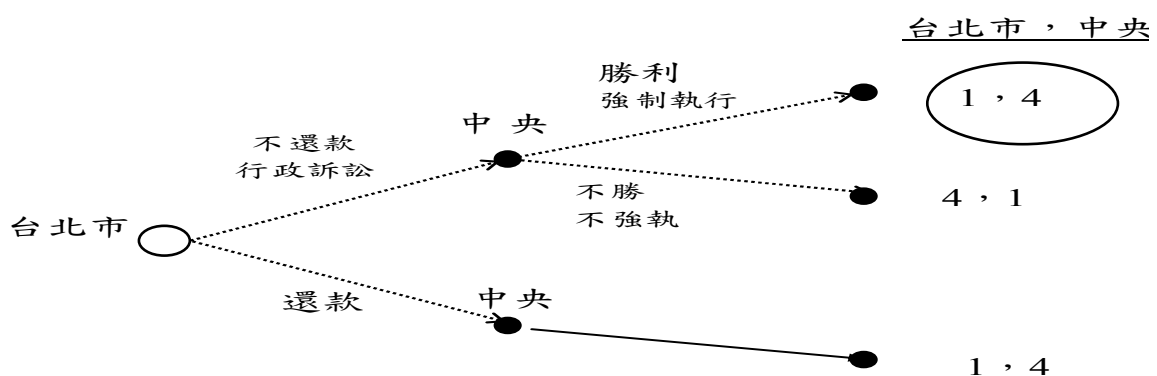 台北市，中央
勝利
強制執行
1，4
中央
不還款
行政訴訟
不勝
不強執
4，1
台北市
還款
中央
1，4